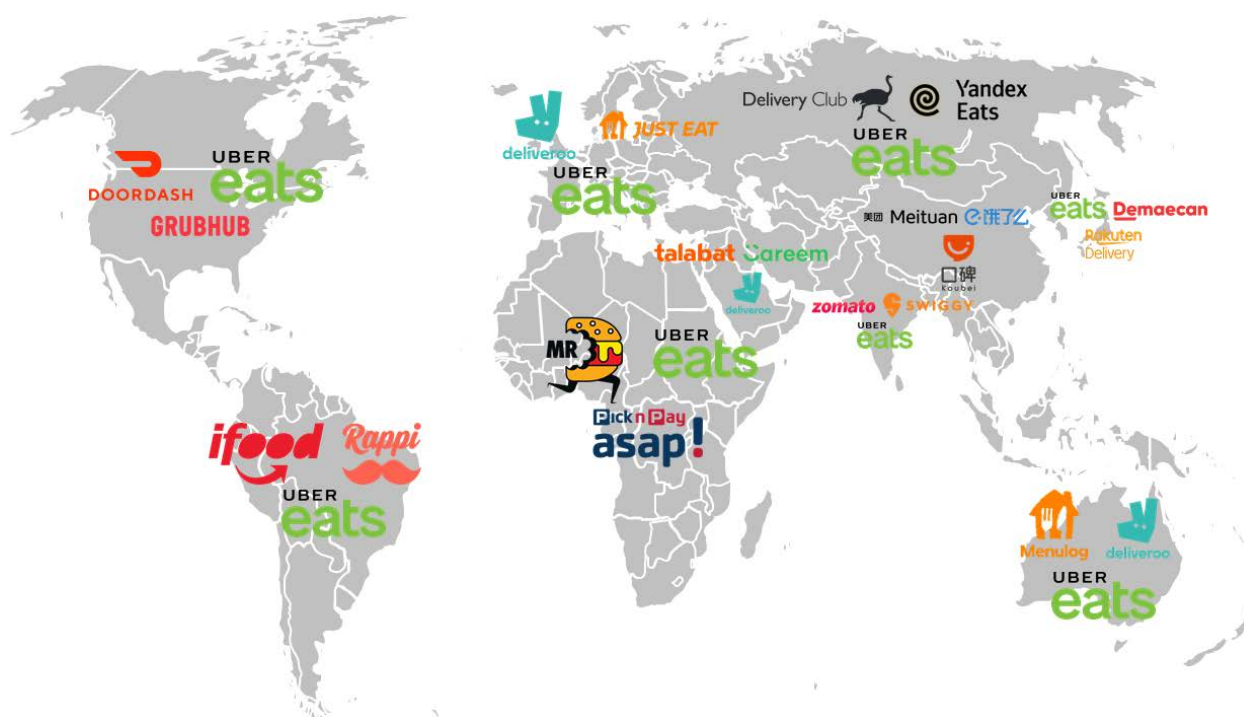 DOORDASH
UBER
eats
GRUBHUB
ifood
Rappi
UBER
eats
deliveroo
JUST EAT
UBER
eats
Delivery Club
Yandex
Eats
UBER
eats
美团 Meituan 饿了么
口碑
Koubei
UBER
eats
Demaecan
Rakuten
Delivery
talabat
Careem
deliveroo
zomato
SWIGGY
UBER
eats
MR
UBER
eats
Pick n Pay
asap!
Menulog
deliveroo
UBER
eats